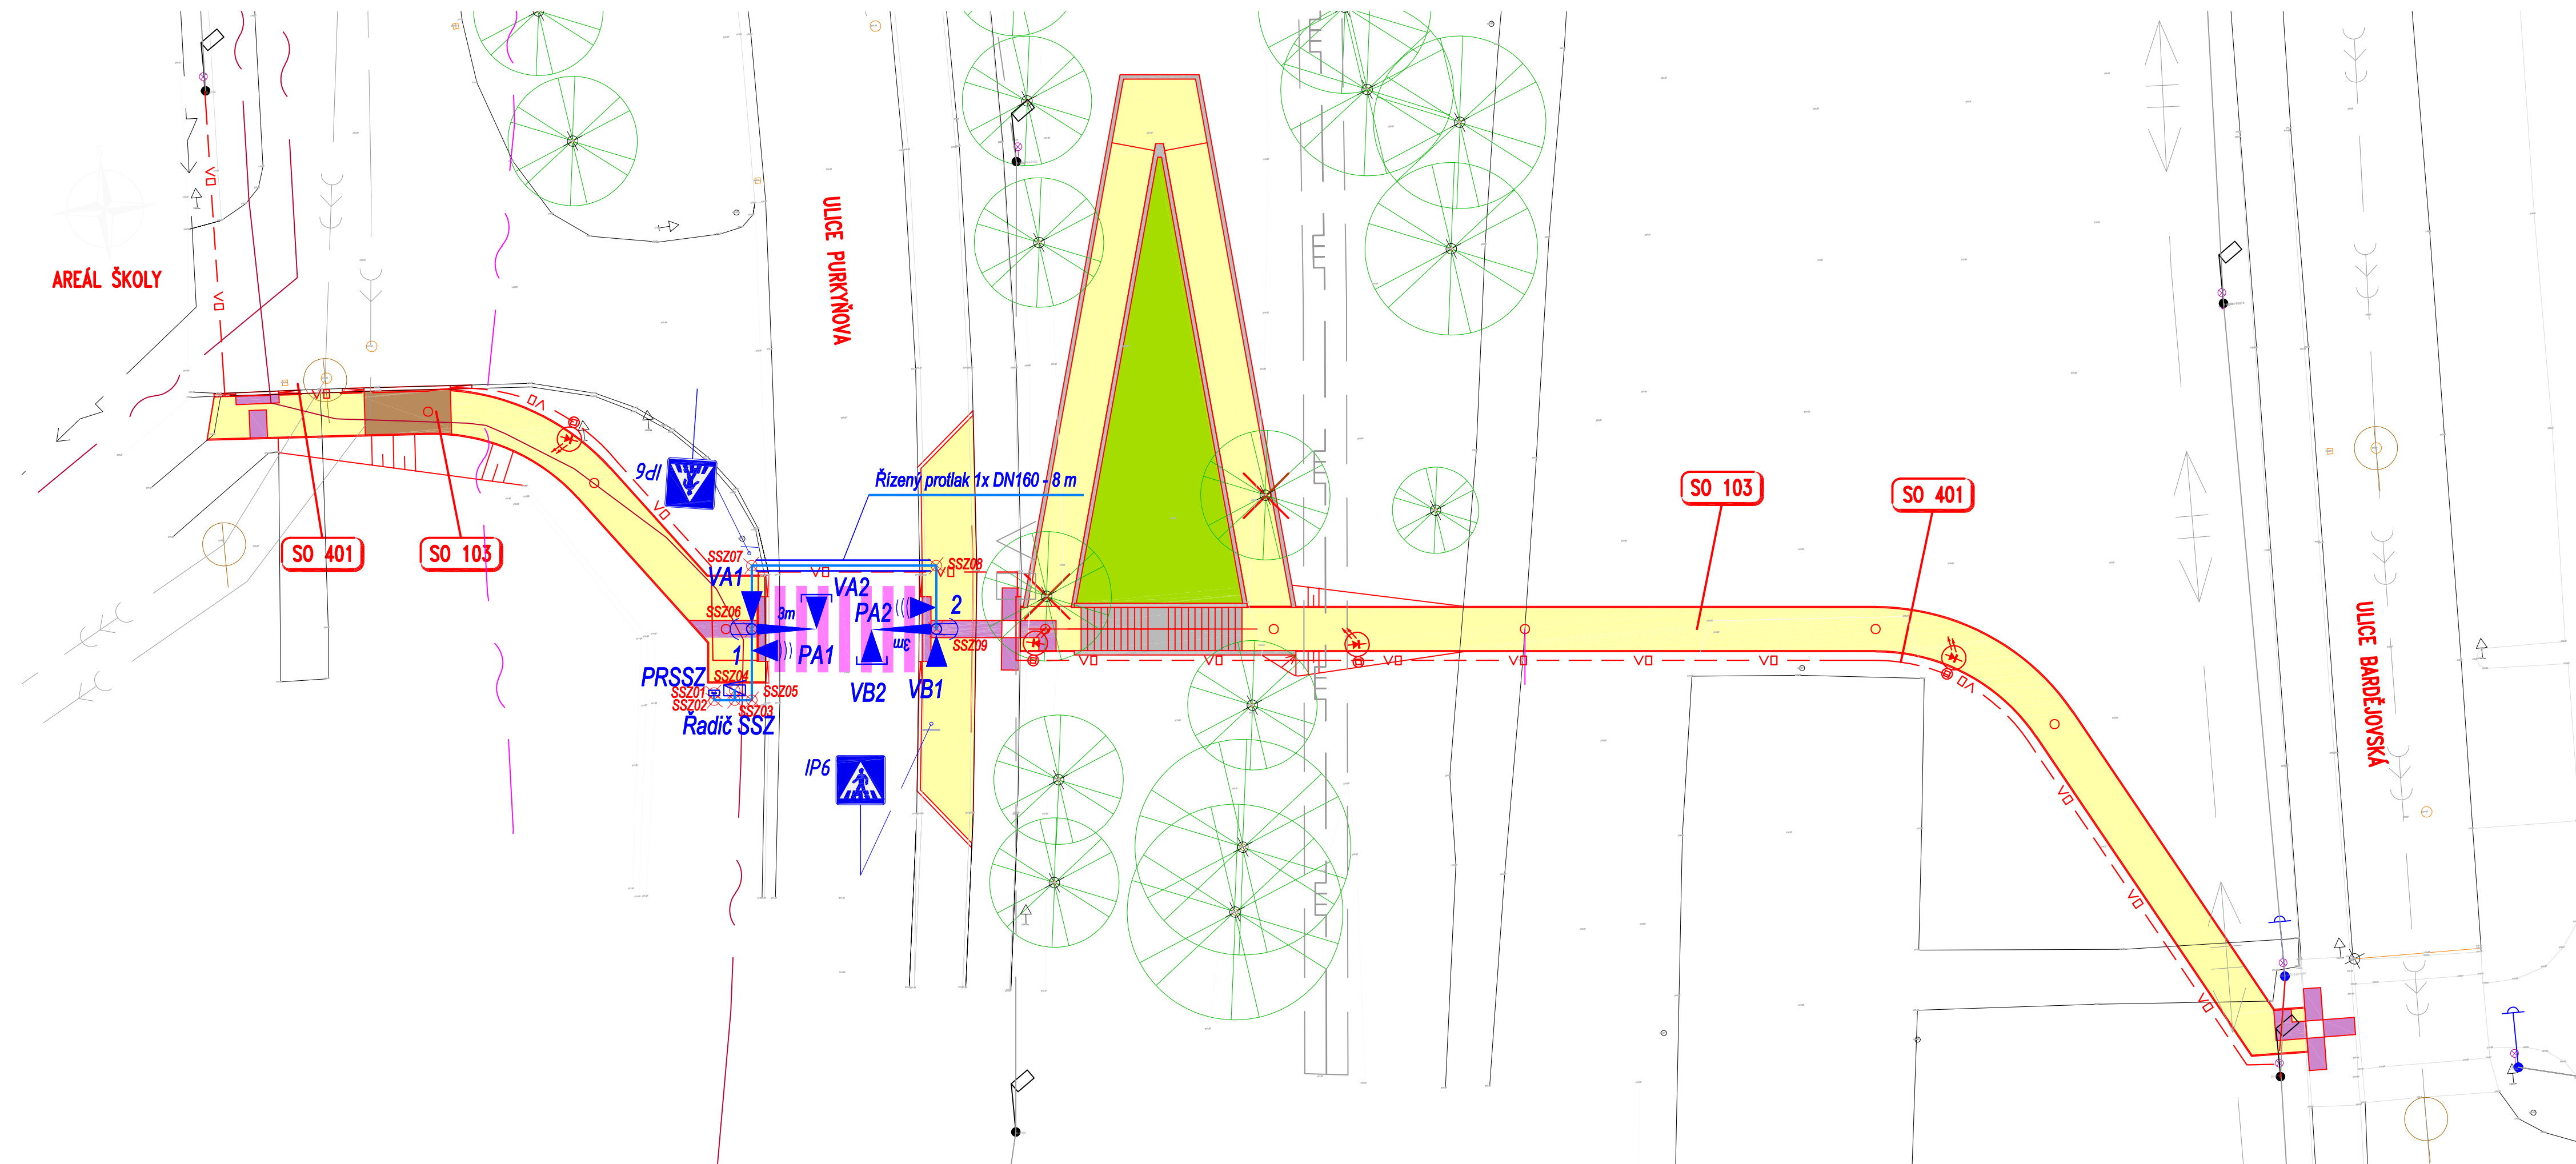 AREÁL ŠKOLY
ULICE PURKYŇOVA
IP6
Řízený protlak 1x DN160 - 8 m
SO 103
SO 401
SO 401
SO 103
SSZ07
SSZ08
VA1
VA2
SSZ06
3m
PA2
2
1
PA1
3m
SSZ09
PRSSZ
SSZ04
SSZ01
SSZ05
VB2
VB1
SSZ02
SSZ03
Řadič SSZ
IP6
ULICE BARDĚJOVSKÁ